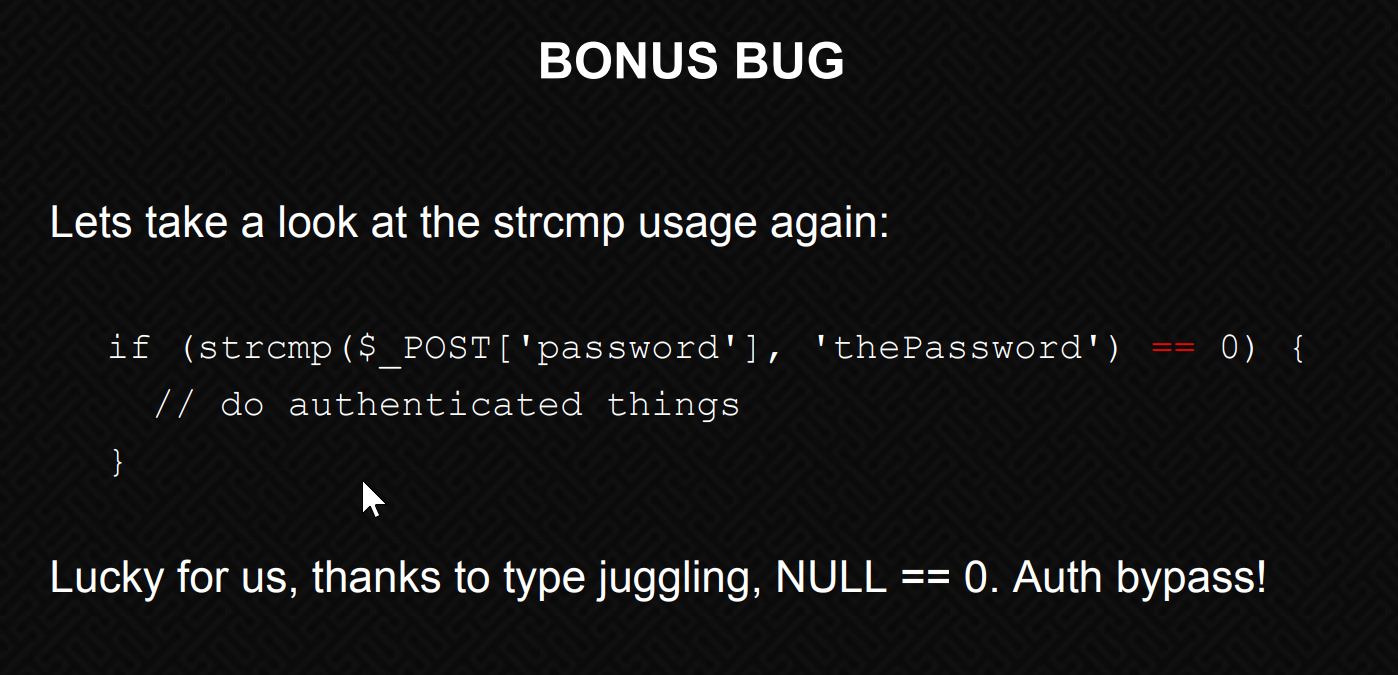 BONUS BUG
Lets take a look at the strcmp usage again:
if (strcmp($_POST['password'], 'thePassword') == 0) {
// do authenticated things
}
Lucky for us, thanks to type juggling, NULL == 0. Auth bypass!